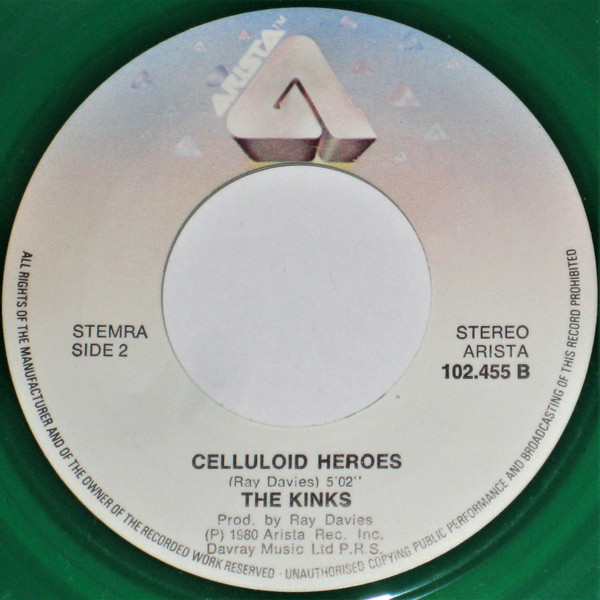 ARISTA™
STEMRA
SIDE 2
STEREO
ARISTA
102.455 B
CELLULOID HEROES
(Ray Davies) 5'02''
THE KINKS
Prod. by Ray Davies
(P) 1980 Arista Rec. Inc.
Davray Music Ltd P.R.S.
ALL RIGHTS OF THE MANUFACTURER AND OF THE OWNER OF THE RECORDED WORK RESERVED · UNAUTHORISED COPYING PUBLIC PERFORMANCE AND BROADCASTING OF THIS RECORD PROHIBITED